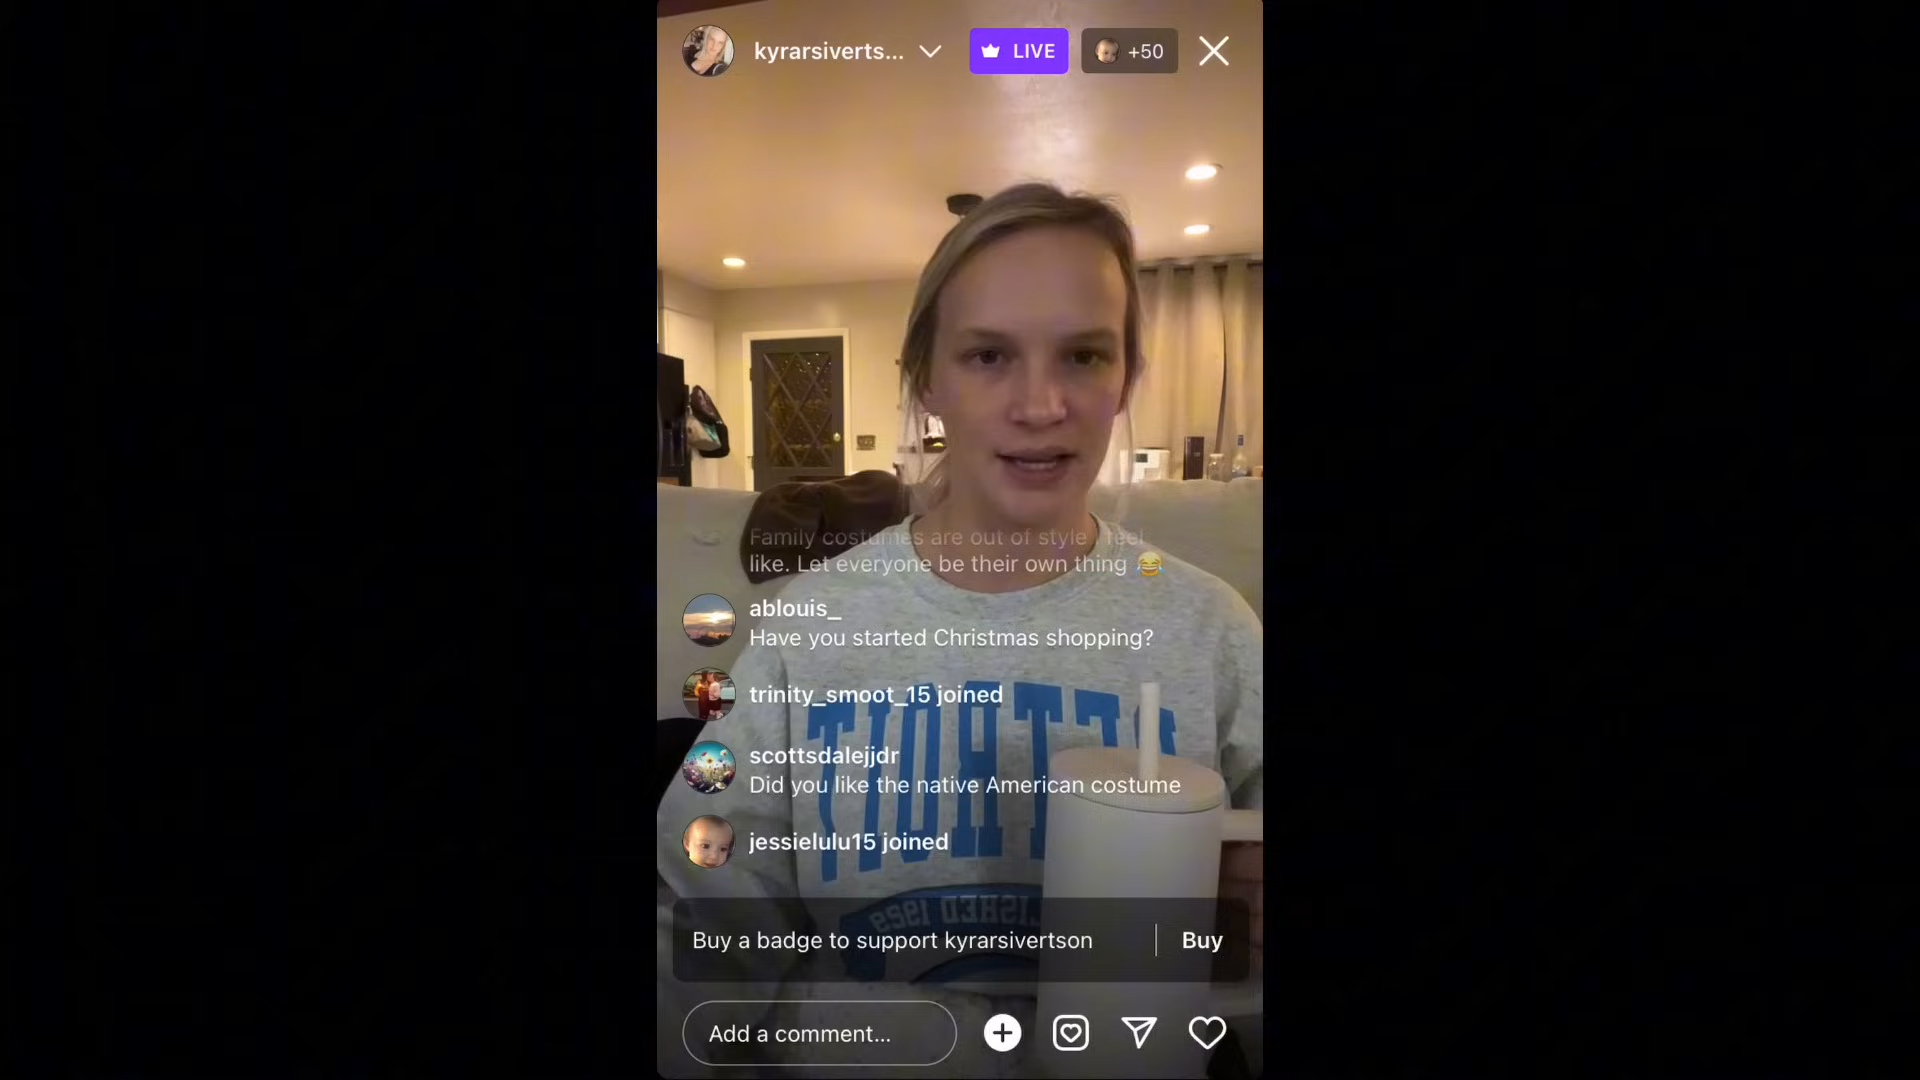 kyrarsiverts...
LIVE
+50
Family costumes are out of style I feel
like. Let everyone be their own thing 😂
ablouis_
Have you started Christmas shopping?
trinity_smoot_15 joined
scottsdalejjdr
Did you like the native American costume
jessielulu15 joined
DETROIT
Buy a badge to support kyrarsivertson
Buy
Add a comment...